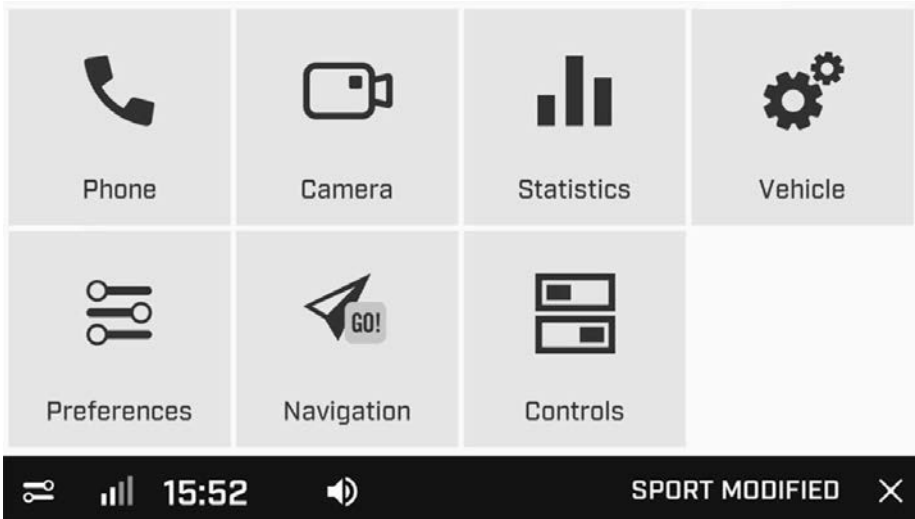 Phone Camera Statistics Vehicle
GO!
Preferences Navigation Controls
15:52 SPORT MODIFIED